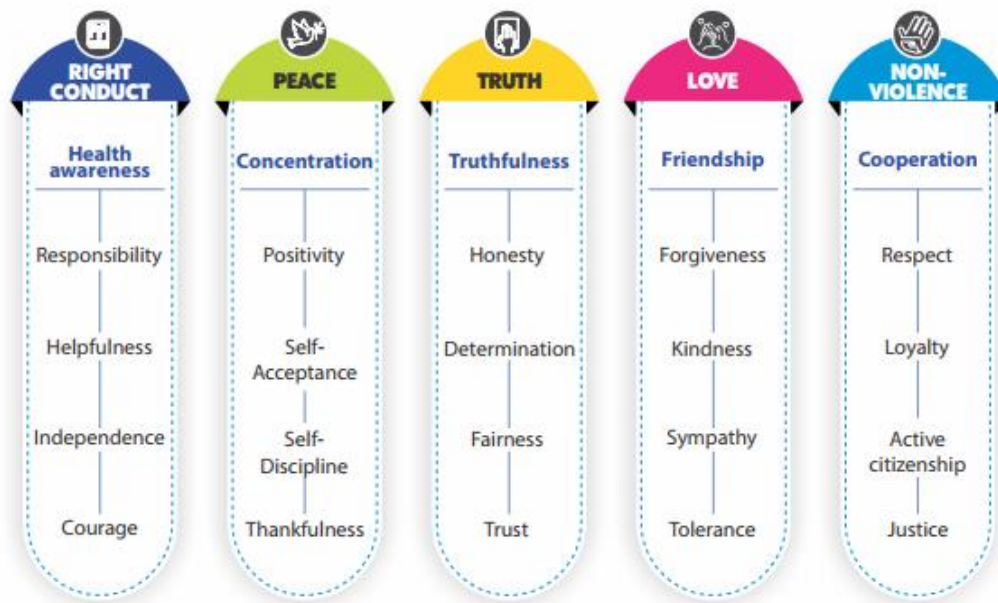 RIGHT
CONDUCT
Health
awareness
Responsibility
Helpfulness
Independence
Courage
PEACE
Concentration
Positivity
Self-
Acceptance
Self-
Discipline
Thankfulness
TRUTH
Truthfulness
Honesty
Determination
Fairness
Trust
LOVE
Friendship
Forgiveness
Kindness
Sympathy
Tolerance
NON-
VIOLENCE
Cooperation
Respect
Loyalty
Active
citizenship
Justice